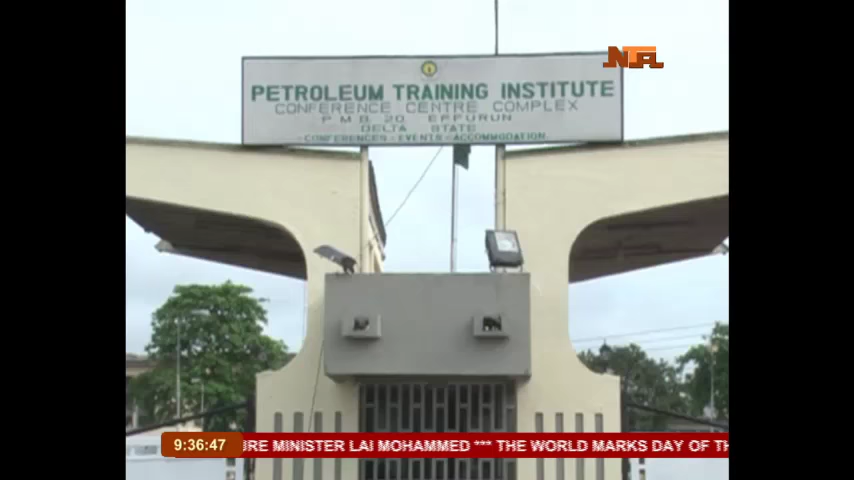 NTA
PETROLEUM TRAINING INSTITUTE
CONFERENCE CENTRE COMPLEX
P.M.B. 20, EFFURUN
DELTA STATE
-CONFERENCES-EVENTS-ACCOMMODATION-
9:36:47
URE MINISTER LAI MOHAMMED *** THE WORLD MARKS DAY OF TH